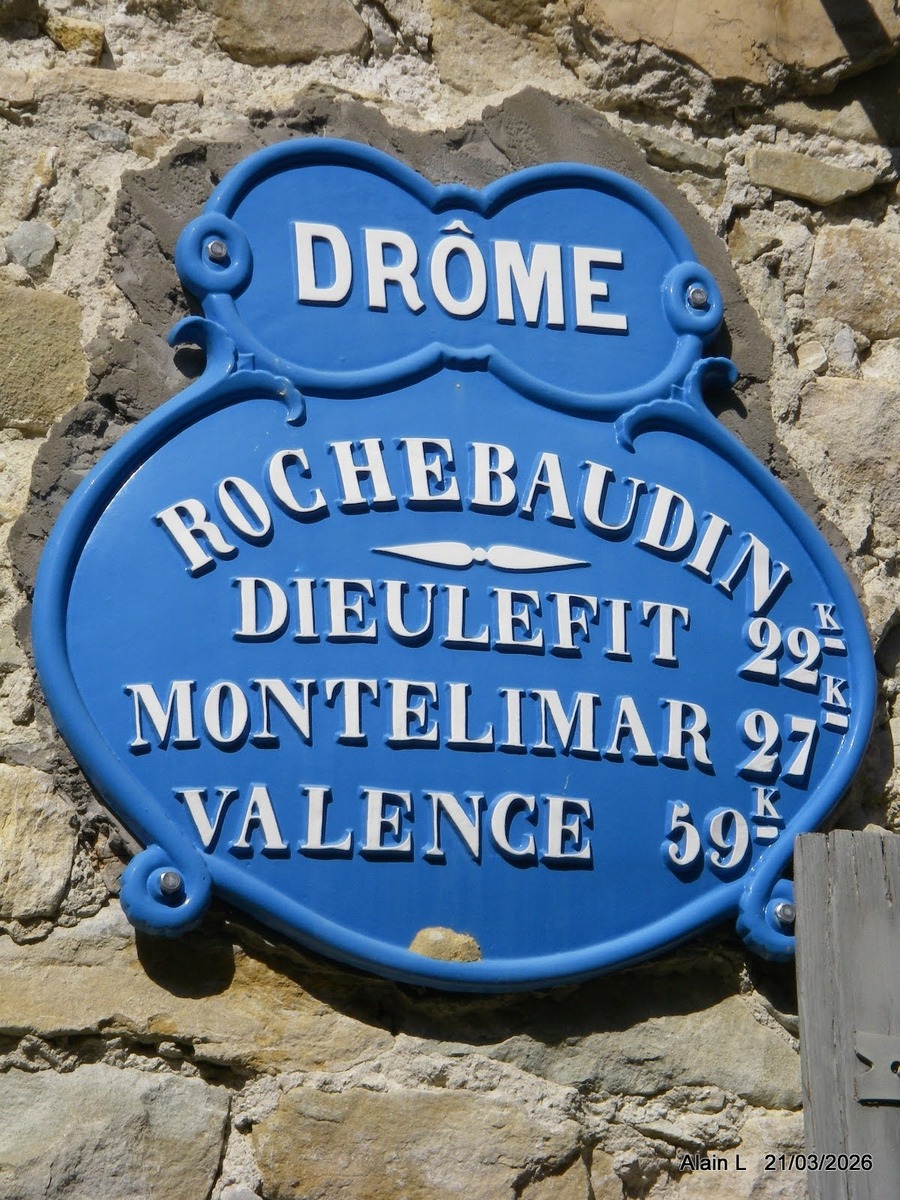 DRÔME
ROCHEBAUDIN
DIEULEFIT 22K
MONTELIMAR 27K
VALENCE 59K
Alain L 21/03/2026